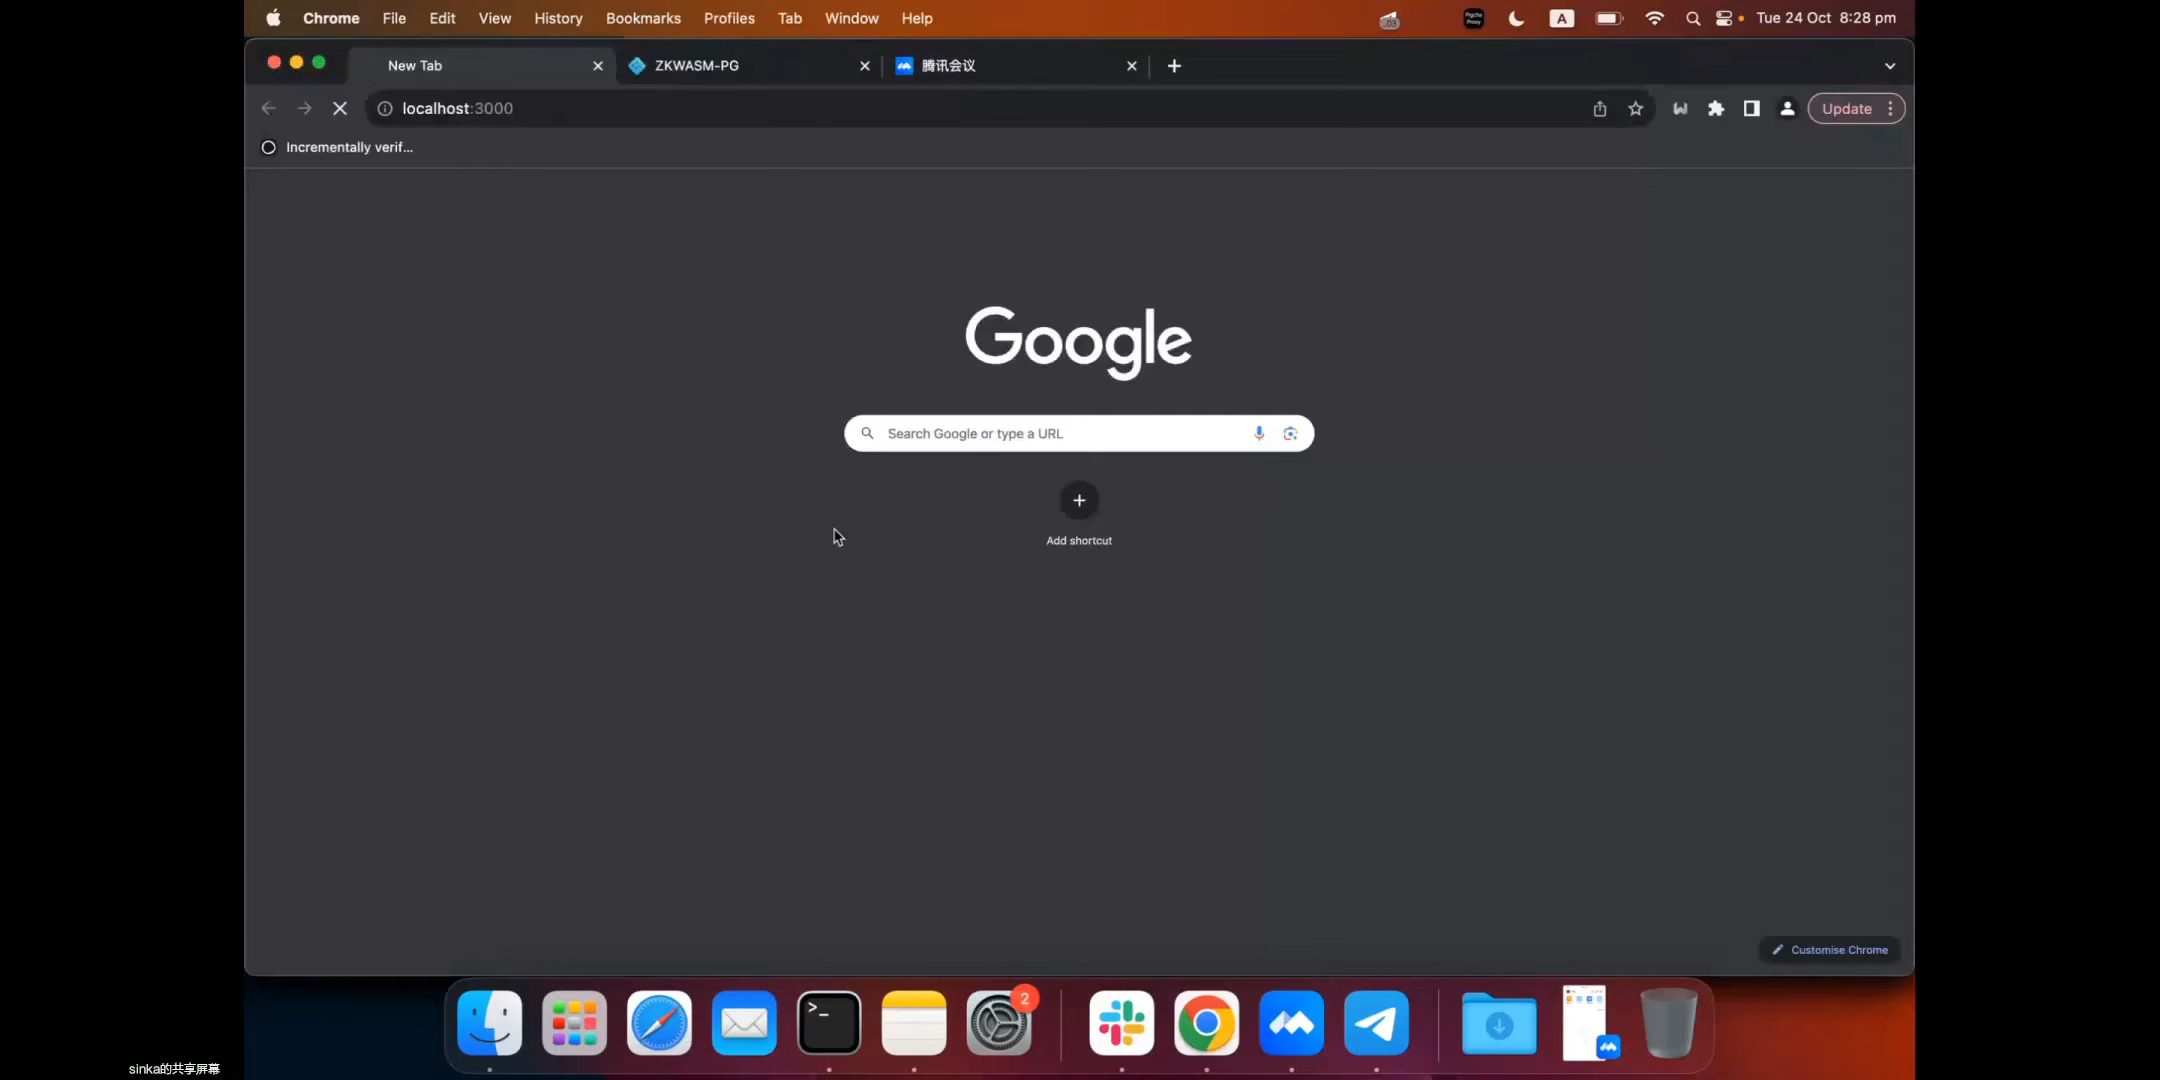 Chrome File Edit View History Bookmarks Profiles Tab Window Help A Tue 24 Oct 8:28 pm
New Tab ZKWASM-PG 腾讯会议
localhost:3000 Update
Incrementally verif...
Google
Search Google or type a URL
Add shortcut
Customise Chrome
2
sinka的共享屏幕